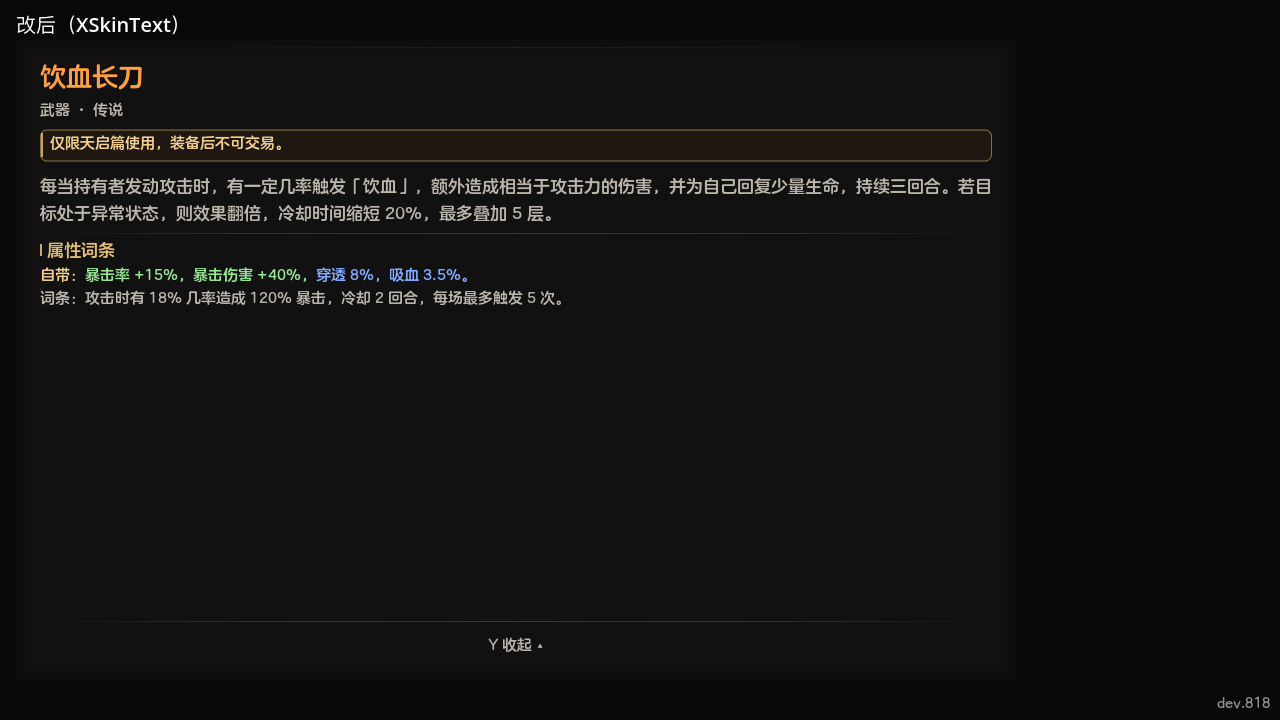 改后（XSkinText）
饮血长刀
武器 · 传说
仅限天启篇使用，装备后不可交易。
每当持有者发动攻击时，有一定几率触发「饮血」，额外造成相当于攻击力的伤害，并为自己回复少量生命，持续三回合。若目
标处于异常状态，则效果翻倍，冷却时间缩短 20%，最多叠加 5 层。
属性词条
自带：暴击率 +15%，暴击伤害 +40%，穿透 8%，吸血 3.5%。
词条：攻击时有 18% 几率造成 120% 暴击，冷却 2 回合，每场最多触发 5 次。
Y 收起 ▲
dev.818